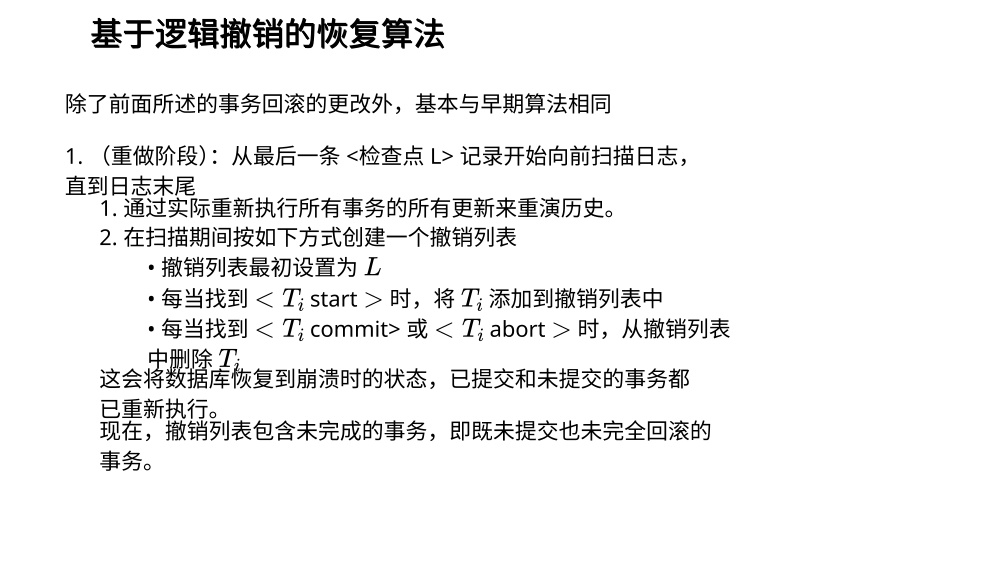 基于逻辑撤销的恢复算法
除了前面所述的事务回滚的更改外，基本与早期算法相同
1. （重做阶段）：从最后一条 <检查点 L> 记录开始向前扫描日志，
直到日志末尾
1. 通过实际重新执行所有事务的所有更新来重演历史。
2. 在扫描期间按如下方式创建一个撤销列表
• 撤销列表最初设置为 L
• 每当找到 < Ti start > 时，将 Ti 添加到撤销列表中
• 每当找到 < Ti commit> 或 < Ti abort > 时，从撤销列表
中删除 Ti
这会将数据库恢复到崩溃时的状态，已提交和未提交的事务都
已重新执行。
现在，撤销列表包含未完成的事务，即既未提交也未完全回滚的
事务。